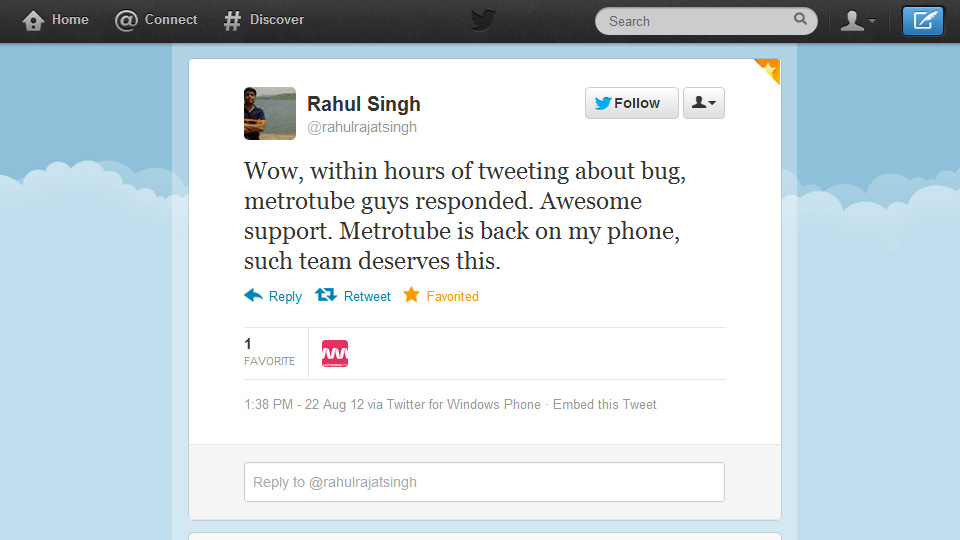 Home
Connect
Discover
Search
Rahul Singh
@rahulrajatsingh
Follow
Wow, within hours of tweeting about bug,
metrotube guys responded. Awesome
support. Metrotube is back on my phone,
such team deserves this.
Reply Retweet Favorited
1
FAVORITE
1:38 PM - 22 Aug 12 via Twitter for Windows Phone · Embed this Tweet
Reply to @rahulrajatsingh